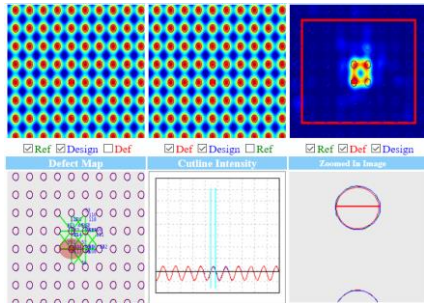 ☑Ref ☑Design ☐Def
☑Def ☑Design ☐Ref
☑Ref ☑Def ☑Design
Defect Map
Cutline Intensity
Zoomed In Image